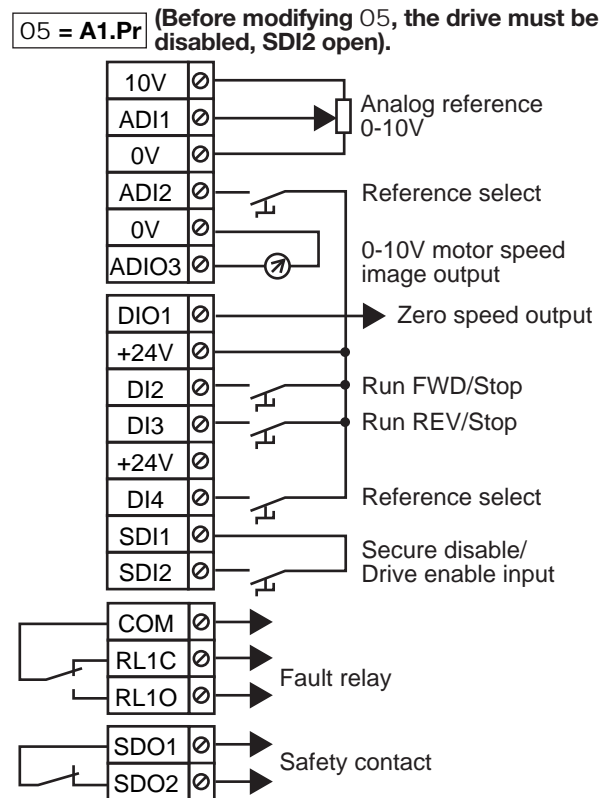 05 = A1.Pr (Before modifying 05, the drive must be
disabled, SDI2 open).
10V
ADI1
0V
Analog reference
0-10V
ADI2
Reference select
0V
ADIO3
0-10V motor speed
image output
DIO1
Zero speed output
+24V
DI2
Run FWD/Stop
DI3
Run REV/Stop
+24V
DI4
Reference select
SDI1
SDI2
Secure disable/
Drive enable input
COM
RL1C
RL1O
Fault relay
SDO1
SDO2
Safety contact